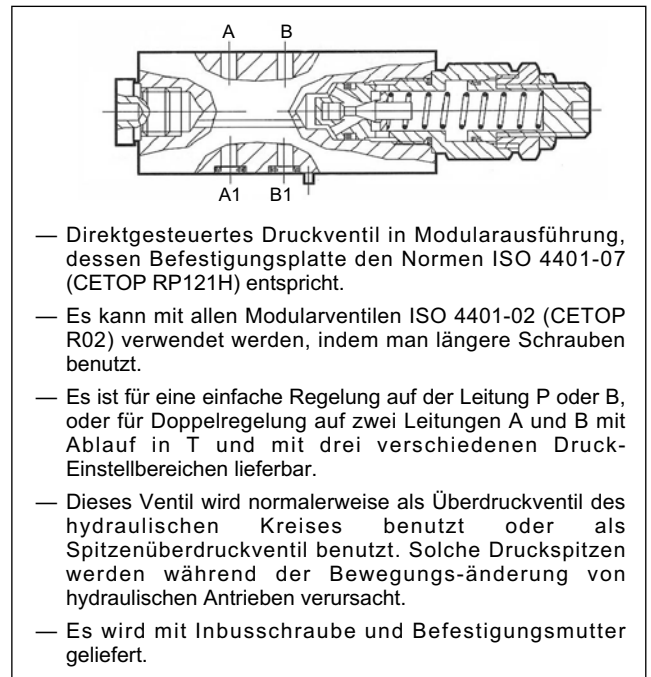 A B
A1 B1
— Direktgesteuertes Druckventil in Modularausführung,
dessen Befestigungsplatte den Normen ISO 4401-07
(CETOP RP121H) entspricht.
— Es kann mit allen Modularventilen ISO 4401-02 (CETOP
R02) verwendet werden, indem man längere Schrauben
benutzt.
— Es ist für eine einfache Regelung auf der Leitung P oder B,
oder für Doppelregelung auf zwei Leitungen A und B mit
Ablauf in T und mit drei verschiedenen Druck-
Einstellbereichen lieferbar.
— Dieses Ventil wird normalerweise als Überdruckventil des
hydraulischen Kreises benutzt oder als
Spitzenüberdruckventil benutzt. Solche Druckspitzen
werden während der Bewegungs-änderung von
hydraulischen Antrieben verursacht.
— Es wird mit Inbusschraube und Befestigungsmutter
geliefert.